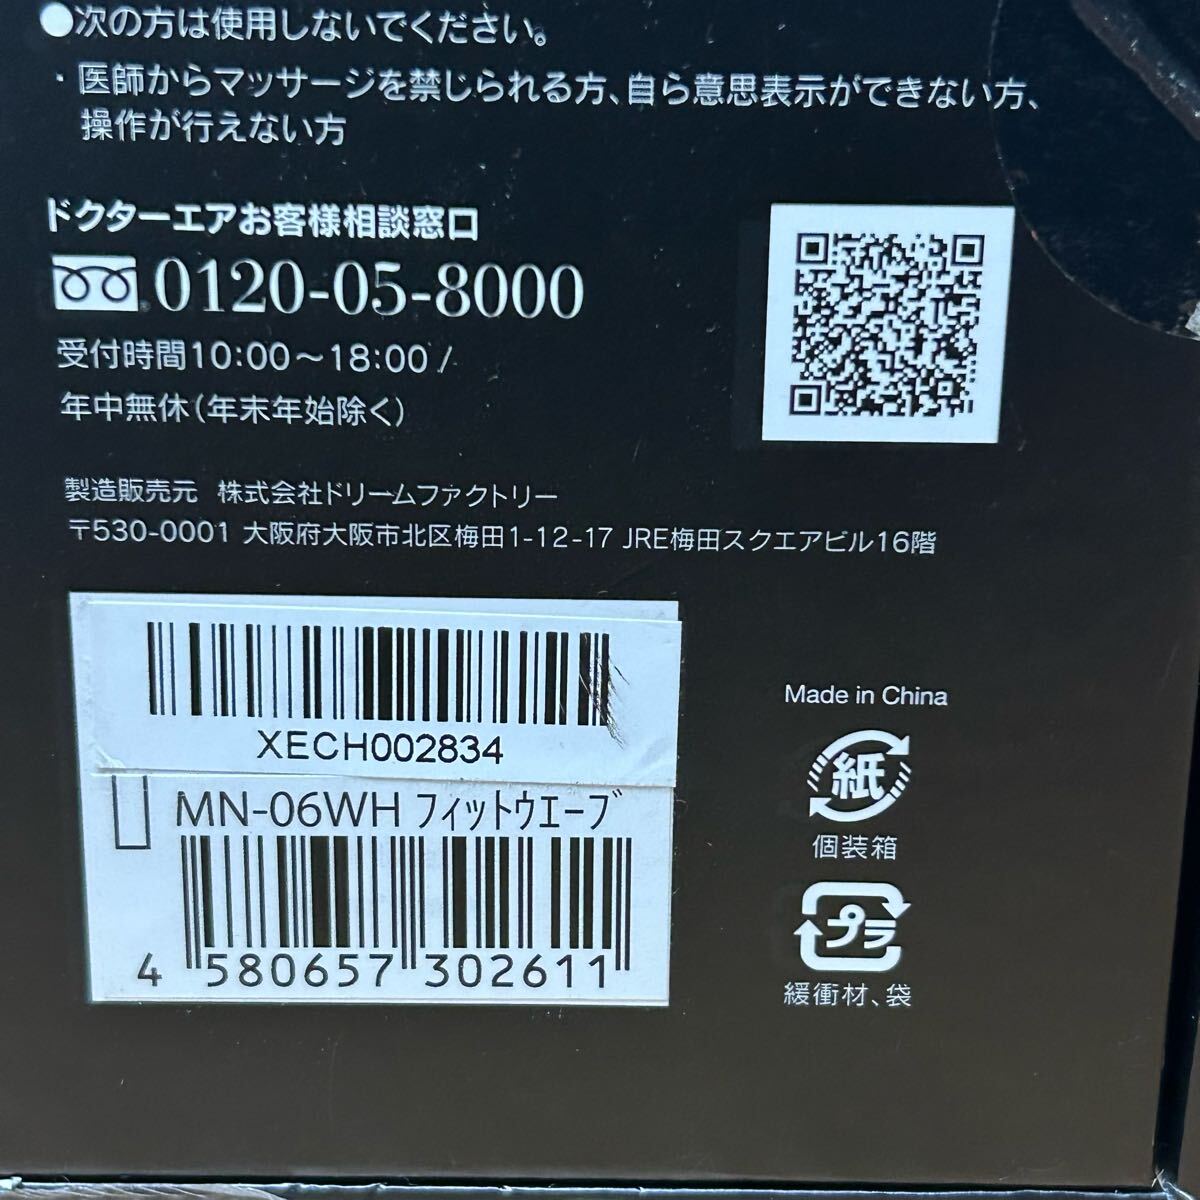 ●次の方は使用しないでください。
・医師からマッサージを禁じられる方、自ら意思表示ができない方、
操作が行えない方
ドクターエアお客様相談窓口
0120-05-8000
受付時間10:00～18:00/
年中無休(年末年始除く)
製造販売元 株式会社ドリームファクトリー
〒530-0001 大阪府大阪市北区梅田1-12-17 JRE梅田スクエアビル16階
XECH002834
MN-06WH フィットウエーブ
4 580657 302611
Made in China
紙
個装箱
プラ
緩衝材、袋